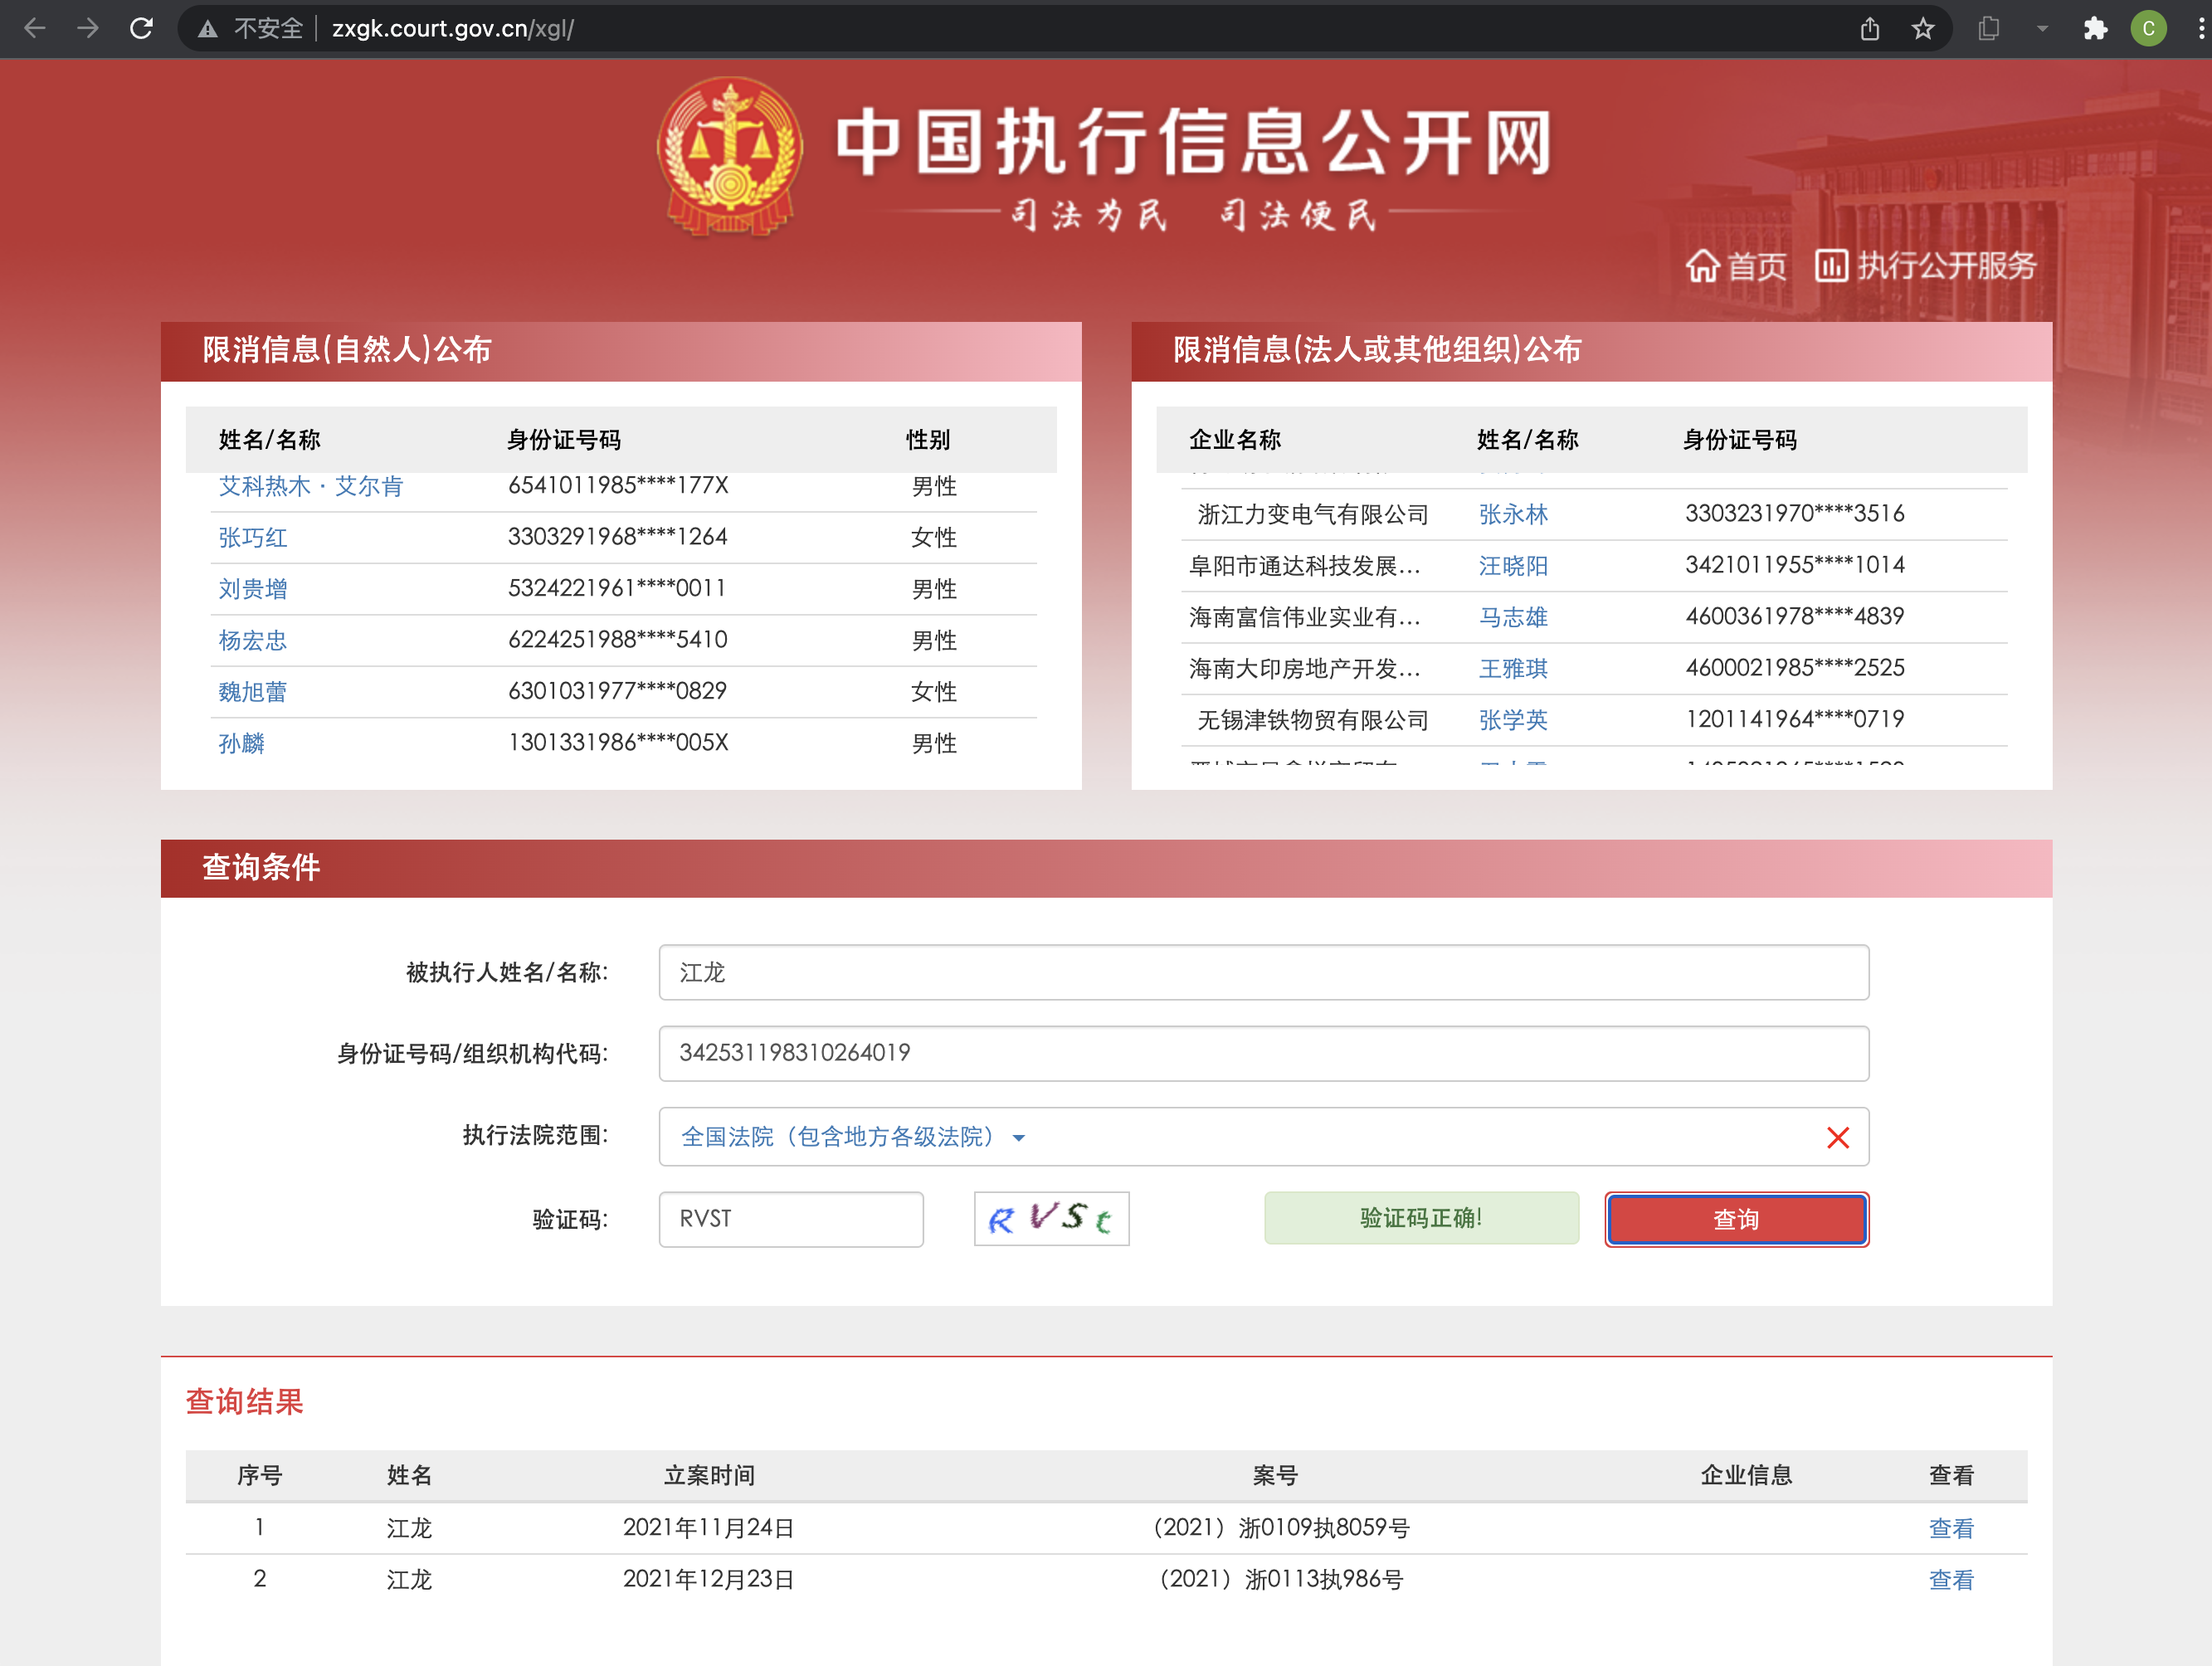 不安全 zxgk.court.gov.cn/xgl/
C
中国执行信息公开网
司法为民 司法便民
首页 执行公开服务
限消信息(自然人)公布
姓名/名称 身份证号码 性别
艾科热木·艾尔肯 6541011985****177X 男性
张巧红 3303291968****1264 女性
刘贵增 5324221961****0011 男性
杨宏忠 6224251988****5410 男性
魏旭蕾 6301031977****0829 女性
孙麟 1301331986****005X 男性
限消信息(法人或其他组织)公布
企业名称 姓名/名称 身份证号码
浙江力变电气有限公司 张永林 3303231970****3516
阜阳市通达科技发展... 汪晓阳 3421011955****1014
海南富信伟业实业有... 马志雄 4600361978****4839
海南大印房地产开发... 王雅琪 4600021985****2525
无锡津铁物贸有限公司 张学英 1201141964****0719
查询条件
被执行人姓名/名称: 江龙
身份证号码/组织机构代码: 342531198310264019
执行法院范围: 全国法院（包含地方各级法院）
验证码: RVST RVSt 验证码正确! 查询
查询结果
序号 姓名 立案时间 案号 企业信息 查看
1 江龙 2021年11月24日 （2021）浙0109执8059号 查看
2 江龙 2021年12月23日 （2021）浙0113执986号 查看